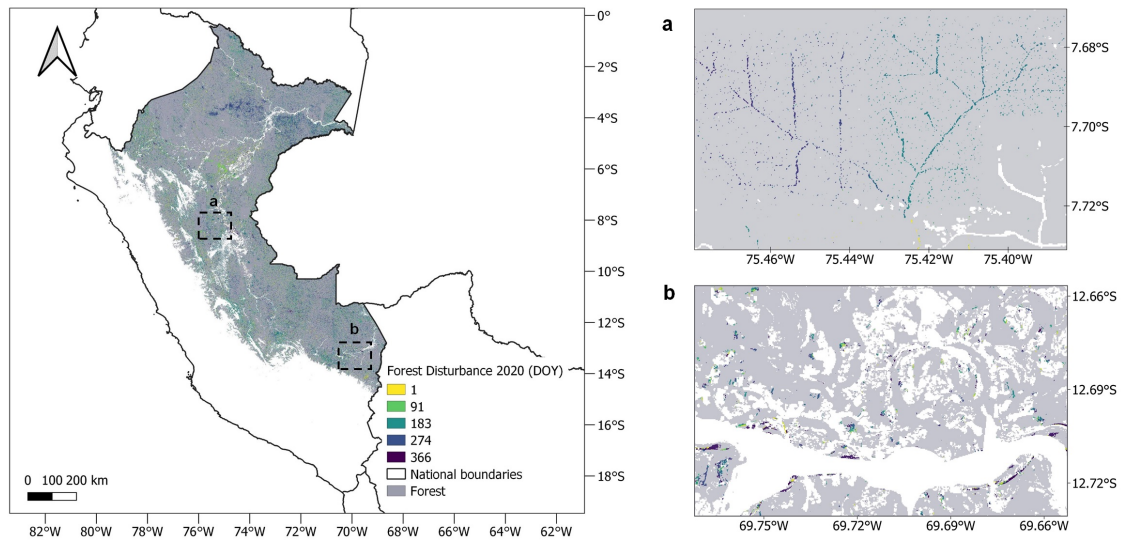 a
b
0°
2°S
4°S
6°S
8°S
10°S
12°S
14°S
16°S
18°S
82°W 80°W 78°W 76°W 74°W 72°W 70°W 68°W 66°W 64°W 62°W
Forest Disturbance 2020 (DOY)
1
91
183
274
366
National boundaries
Forest
0 100 200 km
a
7.68°S
7.70°S
7.72°S
75.46°W 75.44°W 75.42°W 75.40°W
b
12.66°S
12.69°S
12.72°S
69.75°W 69.72°W 69.69°W 69.66°W